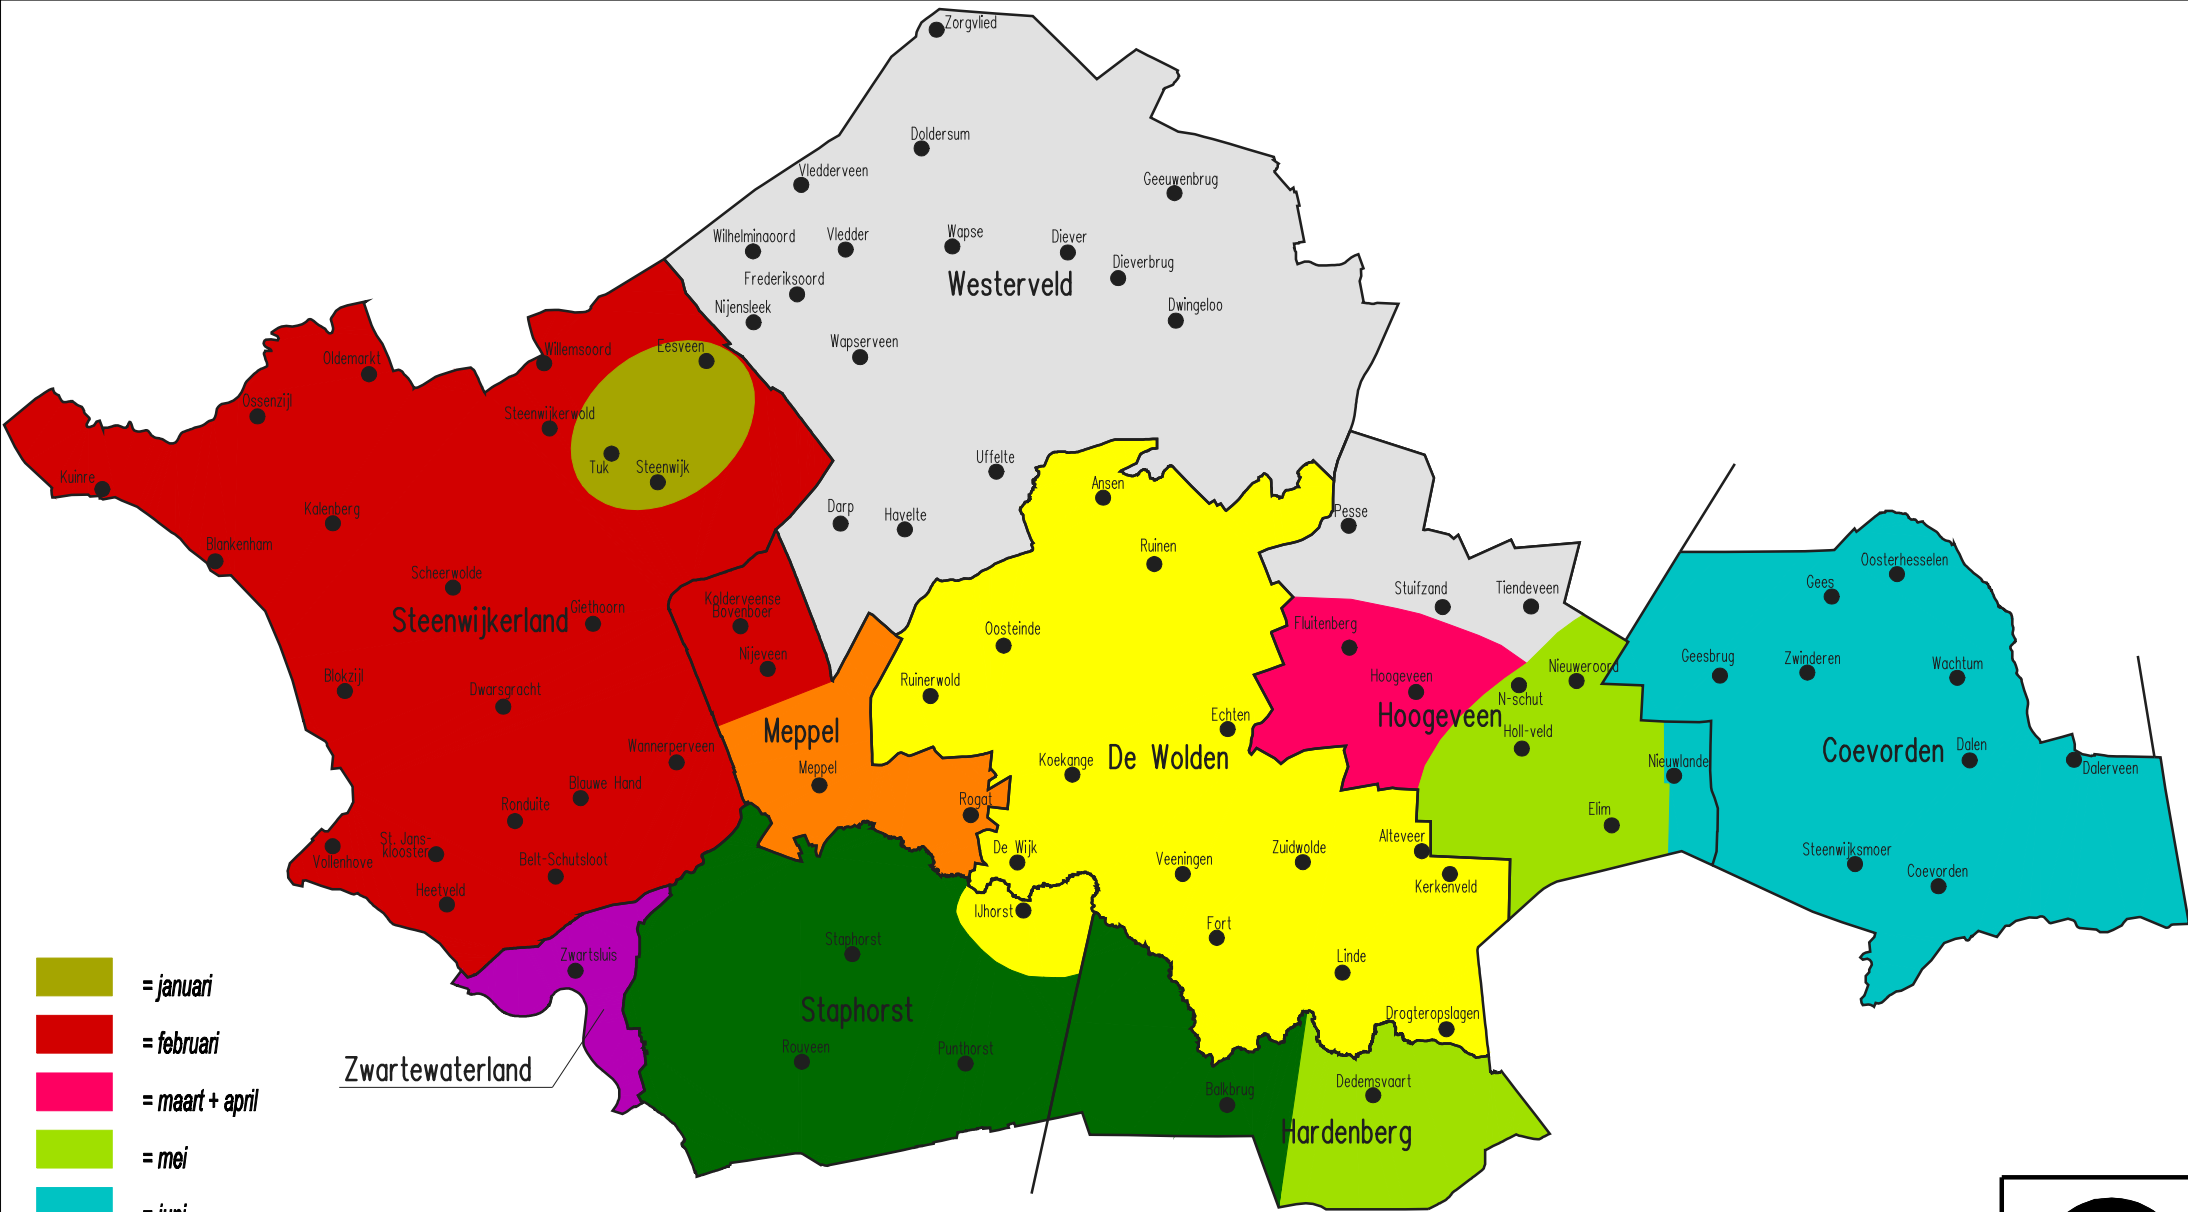 Zorgvlied
Doldersum
Vledderveen
Geeuwenbrug
Wilhelminaoord
Vledder
Wapse
Diever
Dieverbrug
Westerveld
Frederiksoord
Nijensleek
Dwingeloo
Wapserveen
Willemsoord
Eesveen
Oldemarkt
Ossenzijl
Steenwijkerwold
Tuk
Steenwijk
Uffelte
Kuinre
Kalenberg
Darp
Havelte
Ansen
Pesse
Blankenham
Ruinen
Scheerwolde
Giethoorn
Steenwijkerland
Kolderveense
Bovenboer
Nijeveen
Oosteinde
Stuifzand
Tiendeveen
Gees
Oosterhesselen
Fluitenberg
Blokzijl
Dwarsgracht
Ruinerwold
Hoogeveen
Nieuweroord
N-schut
Geesbrug
Zwinderen
Wachtum
Echten
Hoogeveen
Meppel
Holl-veld
Wannerperveen
De Wolden
Coevorden
Dalen
Dalerveen
Meppel
Koekange
Nieuwlande
Blauwe Hand
Ronduite
Rogat
Elim
Vollenhove
St. Jans-
klooster
Belt-Schutsloot
De Wijk
Veeningen
Zuidwolde
Alteveer
Kerkenveld
Steenwijksmoer
Coevorden
Heetveld
IJhorst
Fort
Staphorst
Zwartsluis
Linde
= januari
Staphorst
Drogteropslagen
= februari
Rouveen
Punthorst
Zwartewaterland
Balkbrug
Dedemsvaart
= maart + april
Hardenberg
= mei